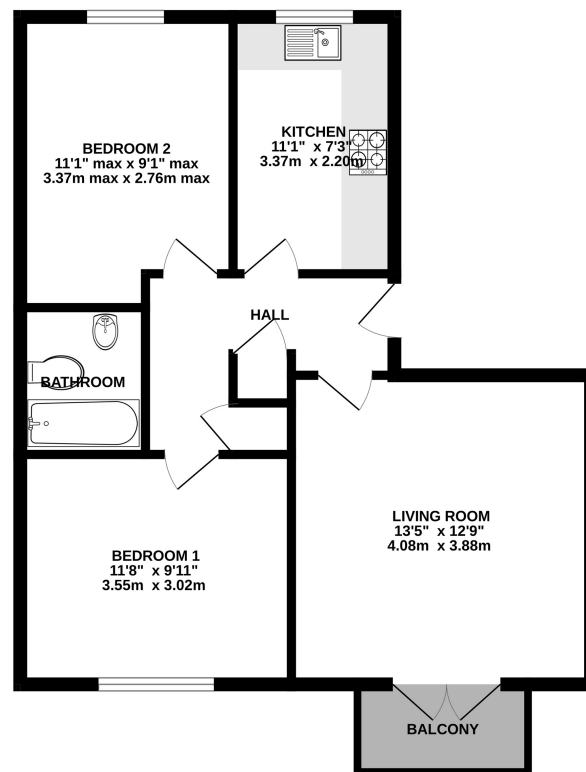 BEDROOM 2
11'1" max x 9'1" max
3.37m max x 2.76m max
KITCHEN
11'1" x 7'3"
3.37m x 2.20m
HALL
BATHROOM
LIVING ROOM
13'5" x 12'9"
4.08m x 3.88m
BEDROOM 1
11'8" x 9'11"
3.55m x 3.02m
BALCONY